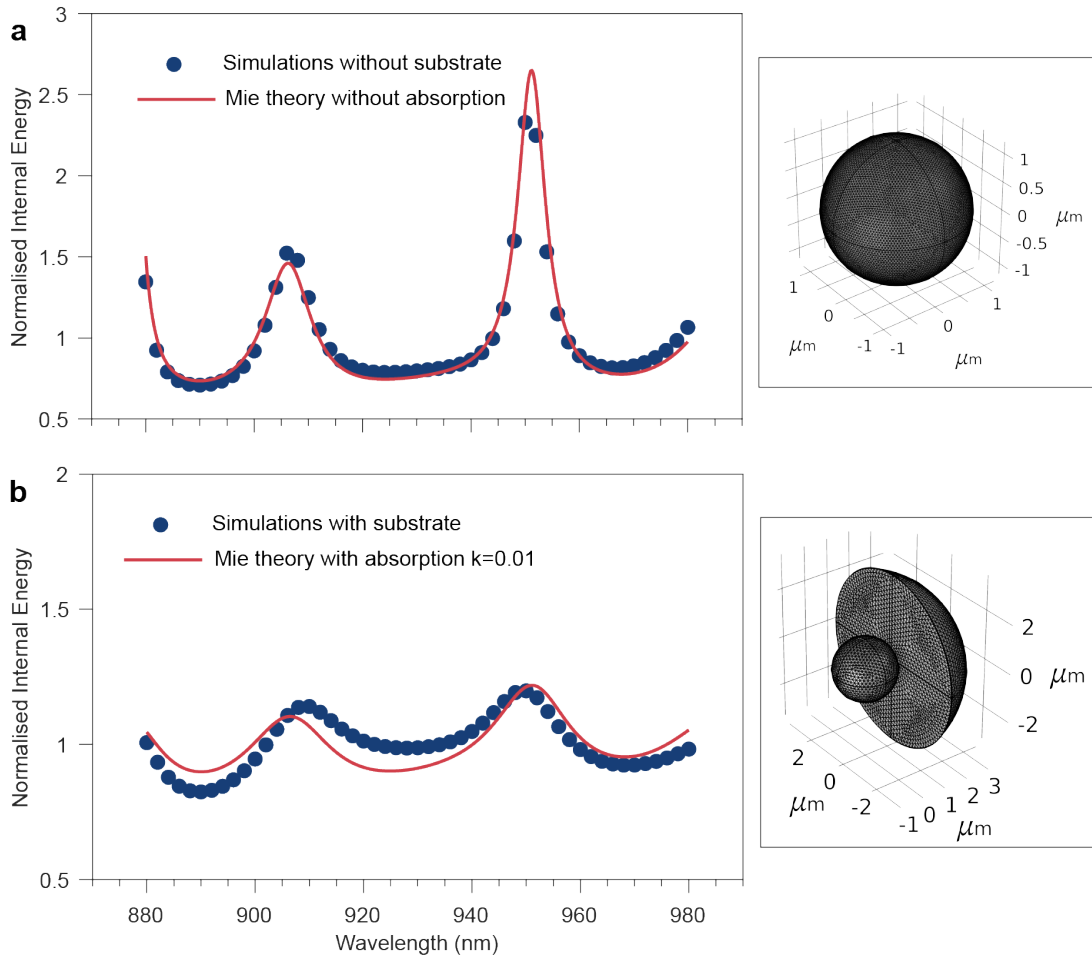 a
3
2.5
2
1.5
1
0.5
Normalised Internal Energy
Simulations without substrate
Mie theory without absorption
1
0.5
0
-0.5
-1
μm
1
0
-1
μm
-1
0
1
μm
b
2
1.5
1
0.5
Normalised Internal Energy
Simulations with substrate
Mie theory with absorption k=0.01
880
900
920
940
960
980
Wavelength (nm)
2
0
-2
μm
2
0
-2
μm
-1
0
1
2
3
μm